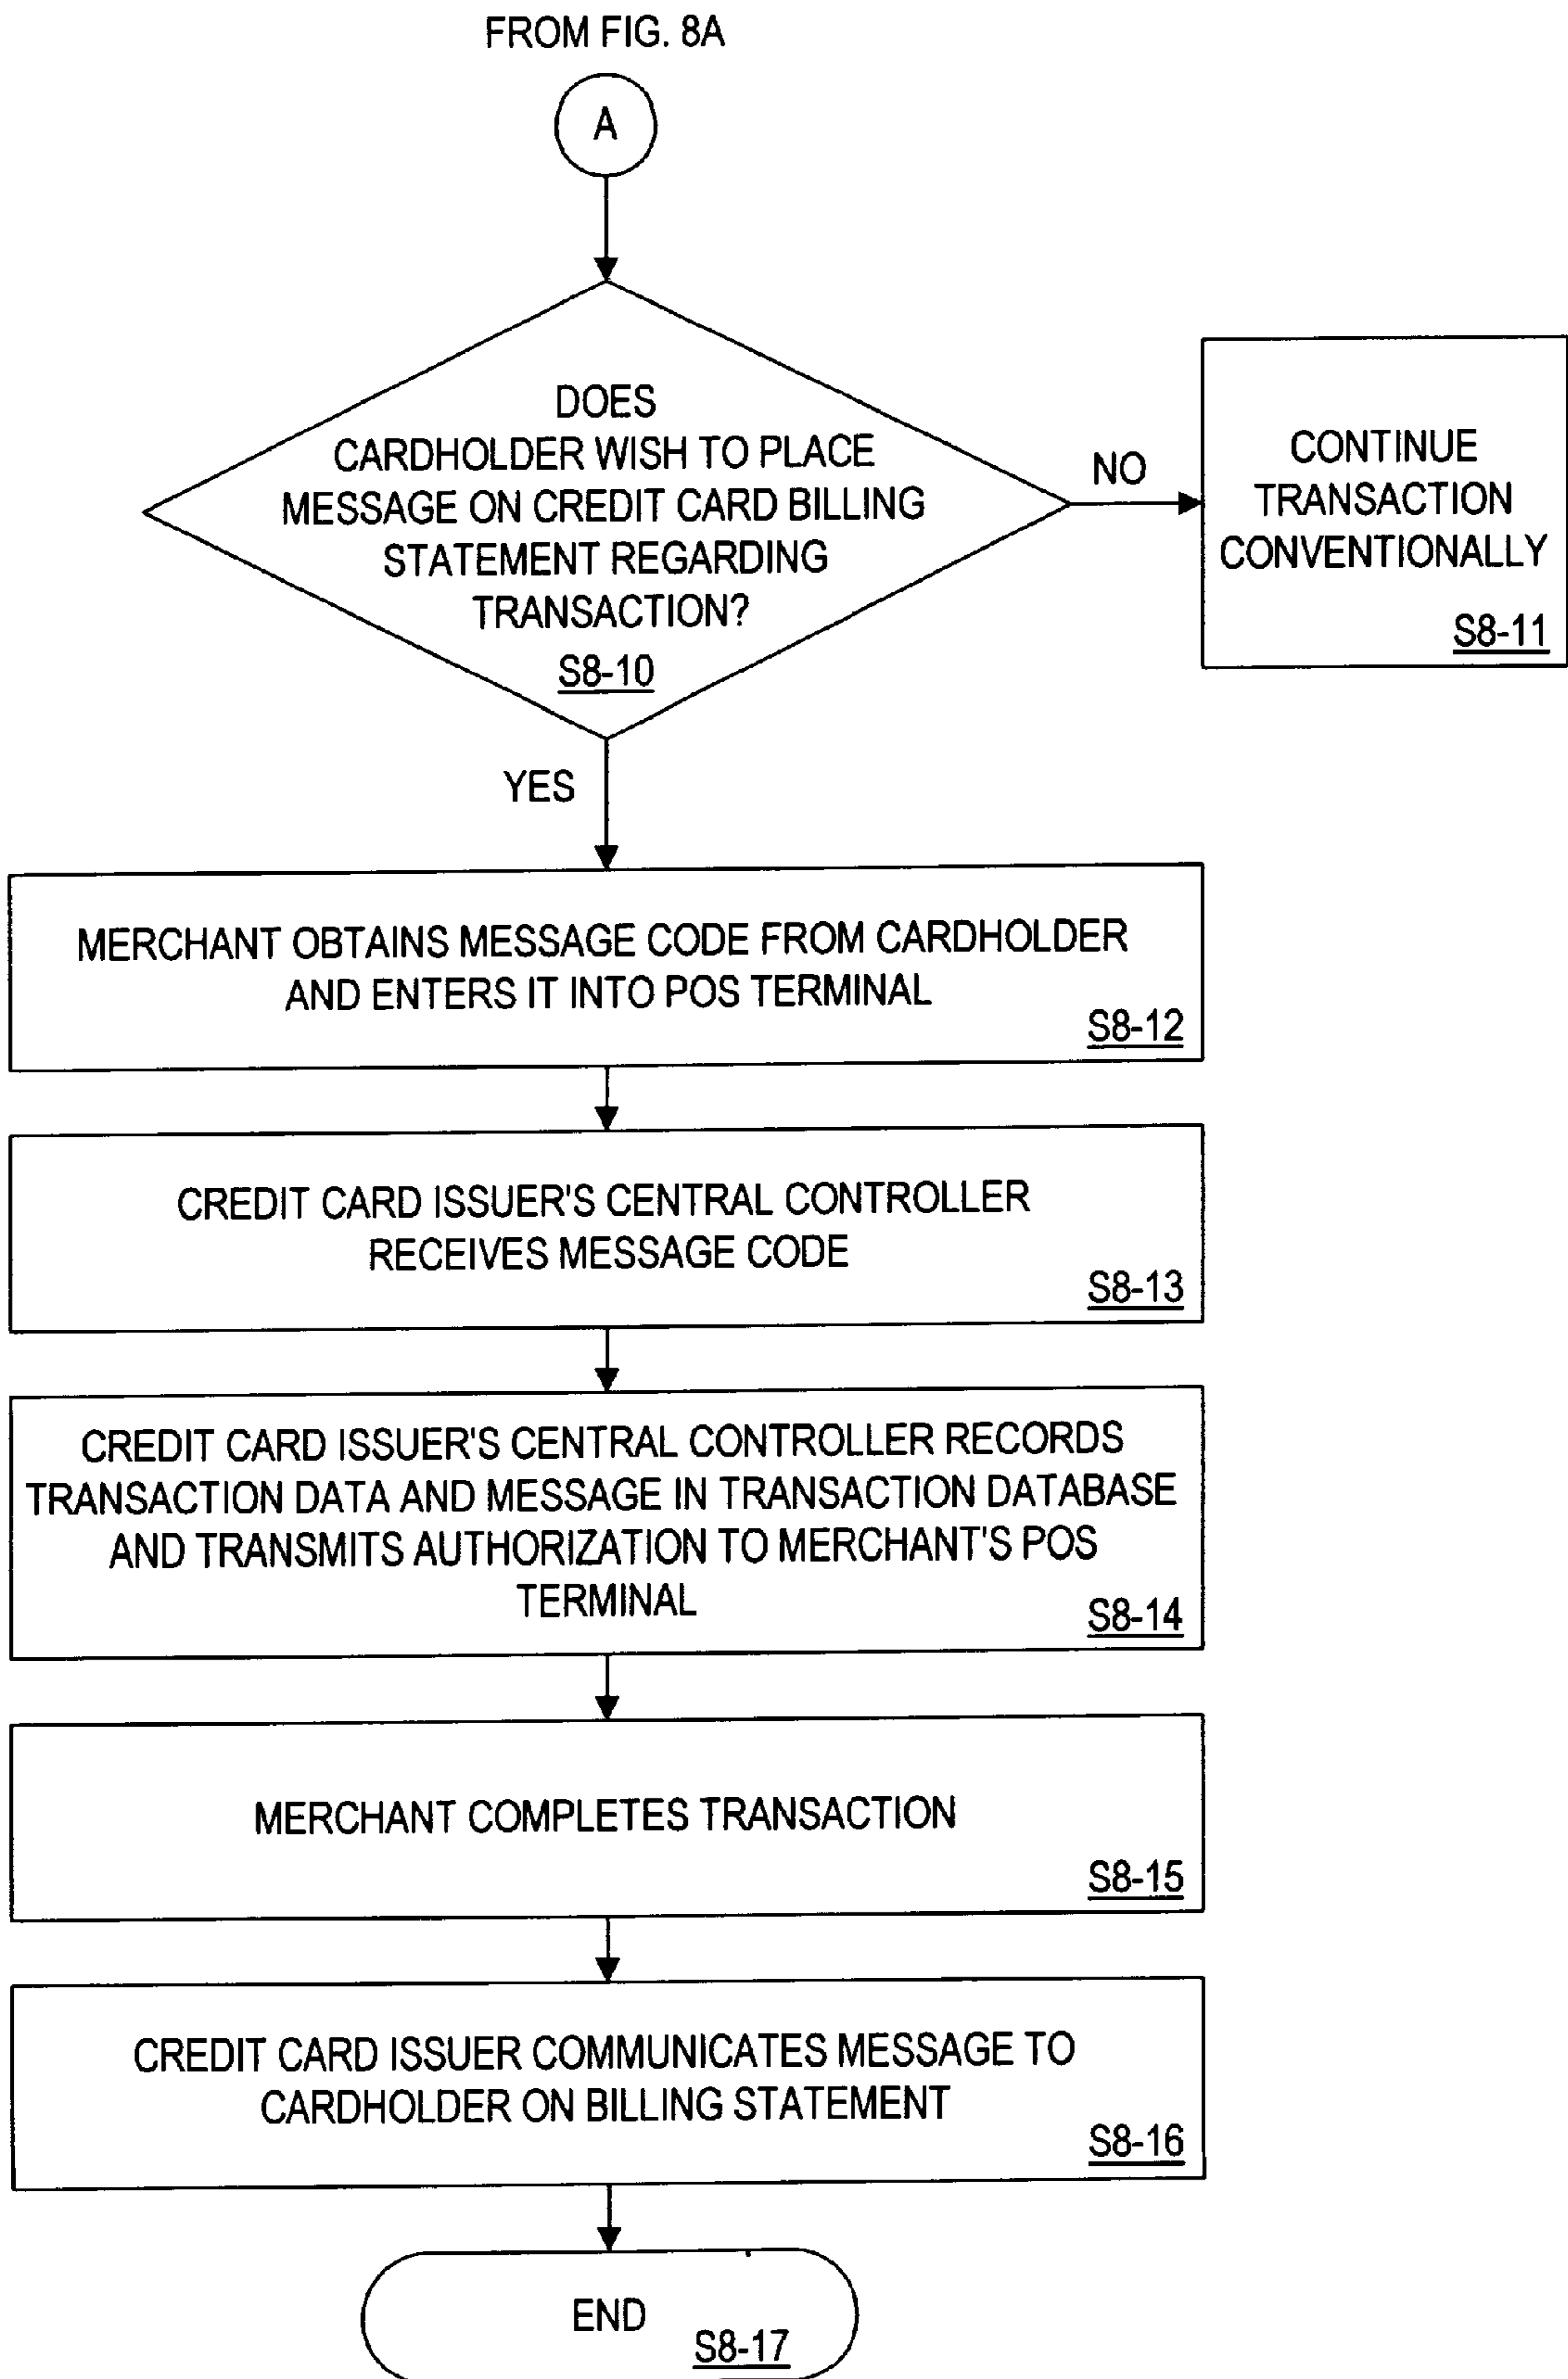 FROM FIG. 8A
A
DOES
CARDHOLDER WISH TO PLACE
MESSAGE ON CREDIT CARD BILLING
STATEMENT REGARDING
TRANSACTION?
S8-10
NO
CONTINUE
TRANSACTION
CONVENTIONALLY
S8-11
YES
MERCHANT OBTAINS MESSAGE CODE FROM CARDHOLDER
AND ENTERS IT INTO POS TERMINAL
S8-12
CREDIT CARD ISSUER'S CENTRAL CONTROLLER
RECEIVES MESSAGE CODE
S8-13
CREDIT CARD ISSUER'S CENTRAL CONTROLLER RECORDS
TRANSACTION DATA AND MESSAGE IN TRANSACTION DATABASE
AND TRANSMITS AUTHORIZATION TO MERCHANT'S POS
TERMINAL
S8-14
MERCHANT COMPLETES TRANSACTION
S8-15
CREDIT CARD ISSUER COMMUNICATES MESSAGE TO
CARDHOLDER ON BILLING STATEMENT
S8-16
END
S8-17